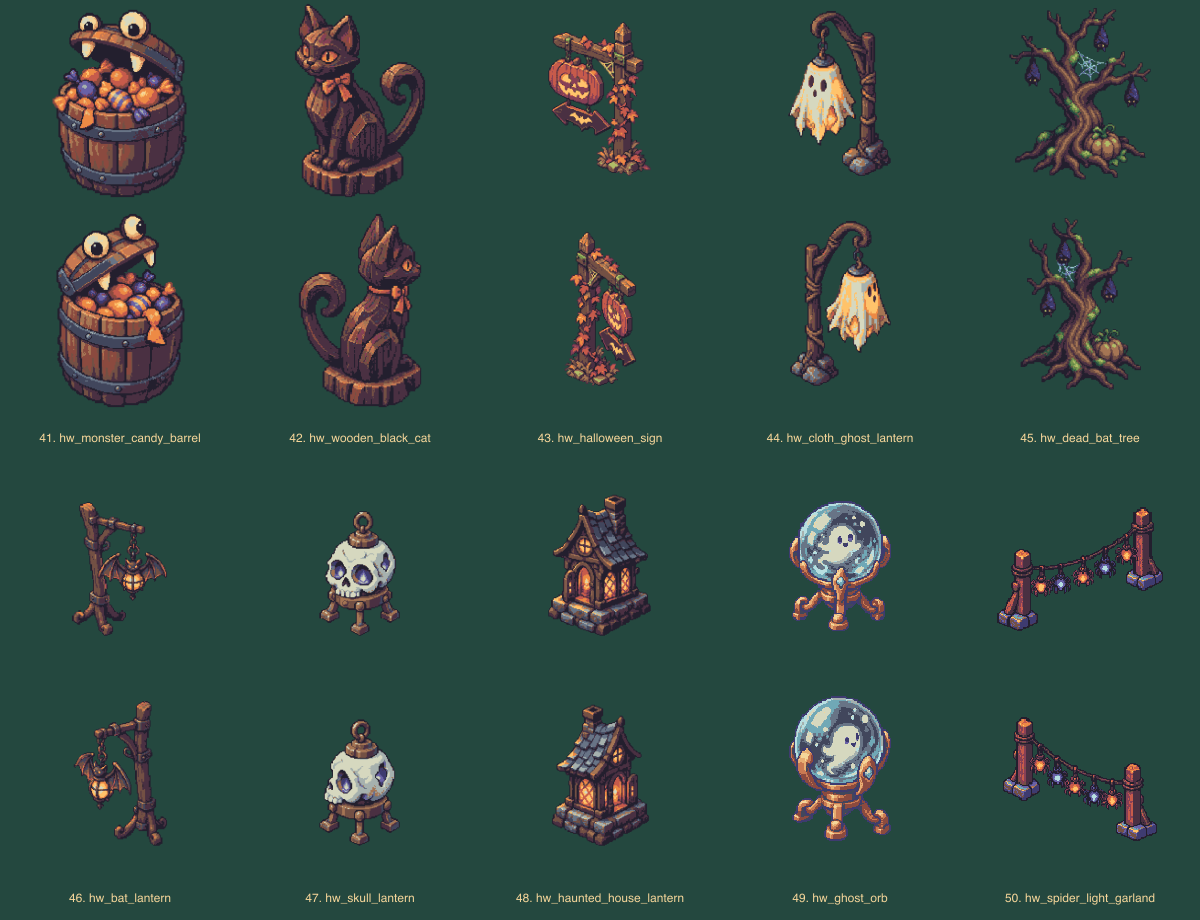 41. hw_monster_candy_barrel
42. hw_wooden_black_cat
43. hw_halloween_sign
44. hw_cloth_ghost_lantern
45. hw_dead_bat_tree
46. hw_bat_lantern
47. hw_skull_lantern
48. hw_haunted_house_lantern
49. hw_ghost_orb
50. hw_spider_light_garland